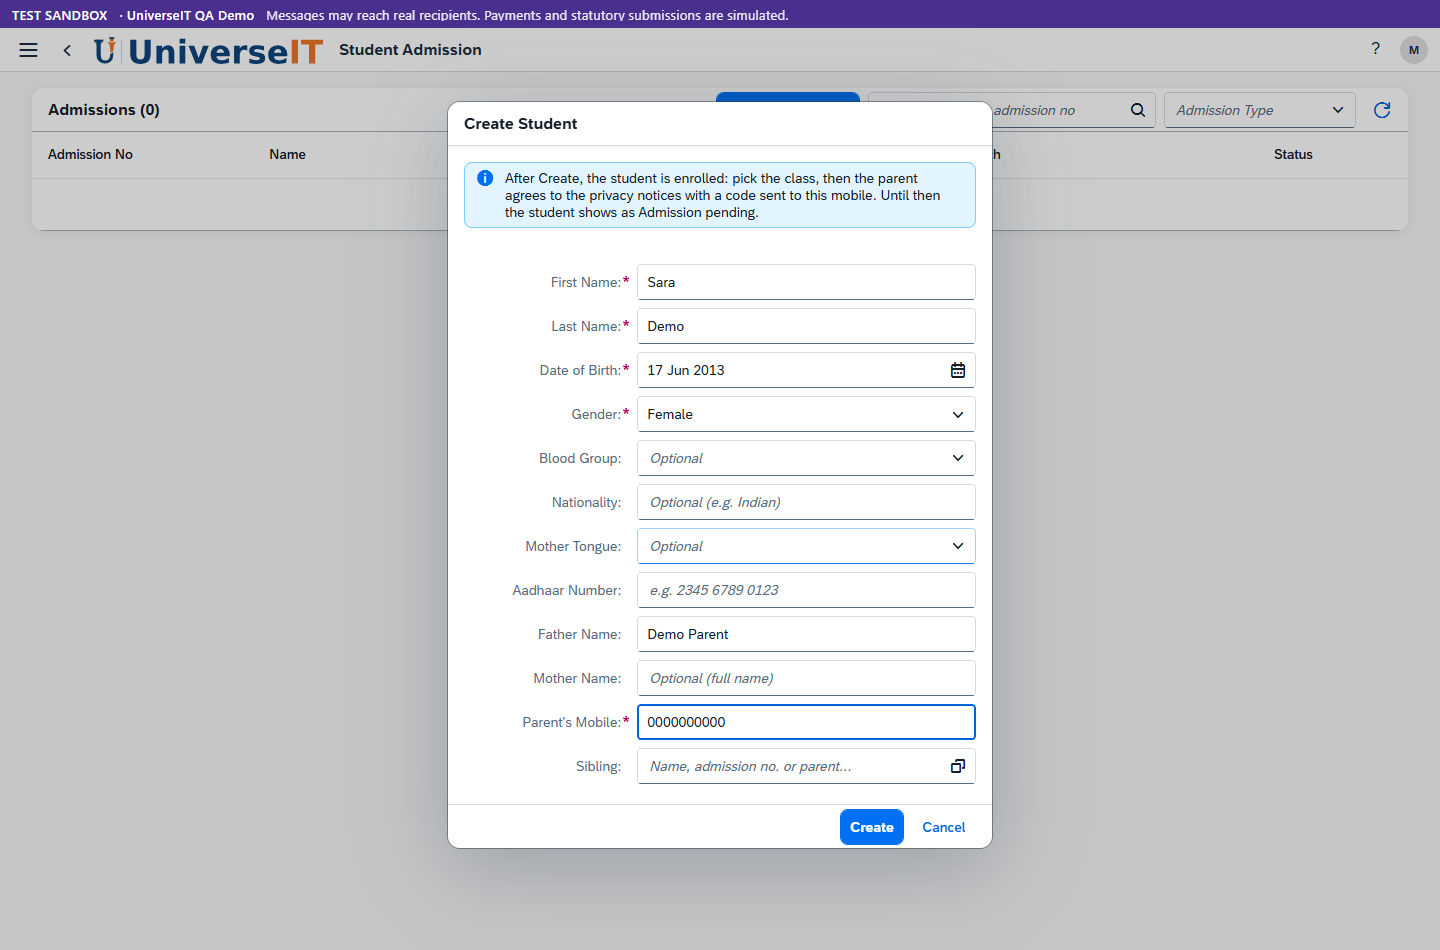 TEST SANDBOX · UniverseIT QA Demo Messages may reach real recipients. Payments and statutory submissions are simulated.
UniverseIT Student Admission ? M
Admissions (0) admission no Admission Type
Admission No Name Status
Create Student
After Create, the student is enrolled: pick the class, then the parent
agrees to the privacy notices with a code sent to this mobile. Until then
the student shows as Admission pending.
First Name:* Sara
Last Name:* Demo
Date of Birth:* 17 Jun 2013
Gender:* Female
Blood Group: Optional
Nationality: Optional (e.g. Indian)
Mother Tongue: Optional
Aadhaar Number: e.g. 2345 6789 0123
Father Name: Demo Parent
Mother Name: Optional (full name)
Parent's Mobile:* 0000000000
Sibling: Name, admission no. or parent...
Create Cancel